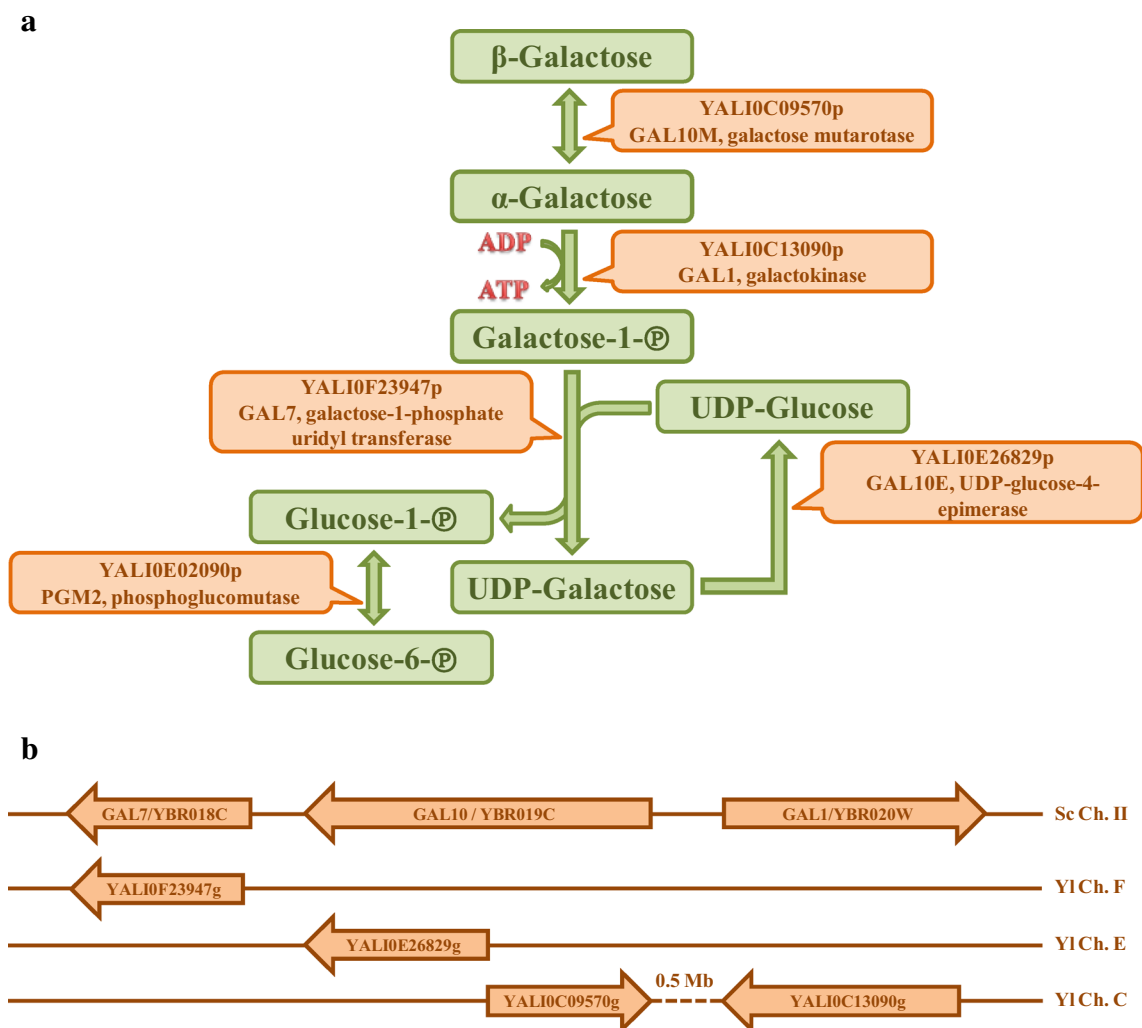 a
β-Galactose
YALI0C09570p
GAL10M, galactose mutarotase
α-Galactose
ADP
ATP
YALI0C13090p
GAL1, galactokinase
Galactose-1-Ⓟ
YALI0F23947p
GAL7, galactose-1-phosphate
uridyl transferase
UDP-Glucose
YALI0E26829p
GAL10E, UDP-glucose-4-
epimerase
Glucose-1-Ⓟ
YALI0E02090p
PGM2, phosphoglucomutase
UDP-Galactose
Glucose-6-Ⓟ
b
GAL7/YBR018C GAL10 / YBR019C GAL1/YBR020W Sc Ch. II
YALI0F23947g Yl Ch. F
YALI0E26829g Yl Ch. E
0.5 Mb
YALI0C09570g YALI0C13090g Yl Ch. C